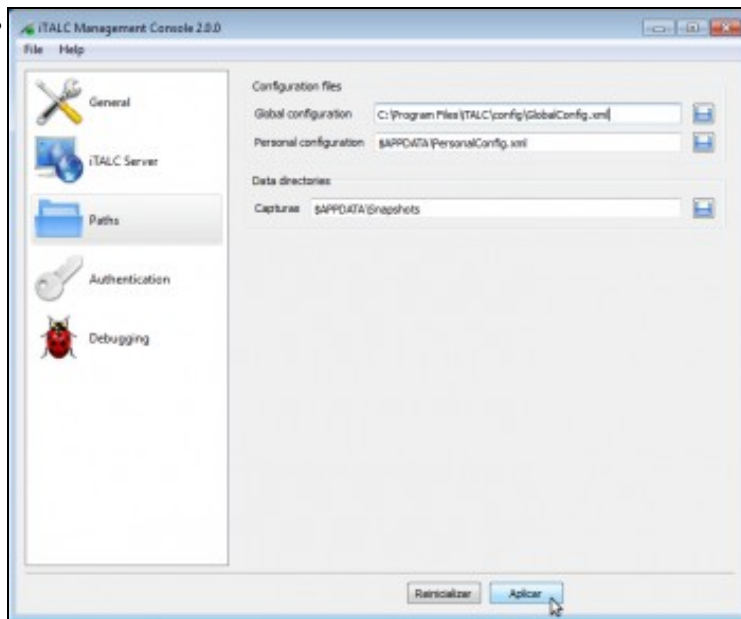 iTALC Management Console 2.0.0
File Help
General
iTALC Server
Paths
Authentication
Debugging
Configuration files
Global configuration C:\Program Files\iTALC\config\GlobalConfig.xml
Personal configuration $APPDATA\PersonalConfig.xml
Data directories
Capturas $APPDATA\Snapshots
Reinicializar Aplicar